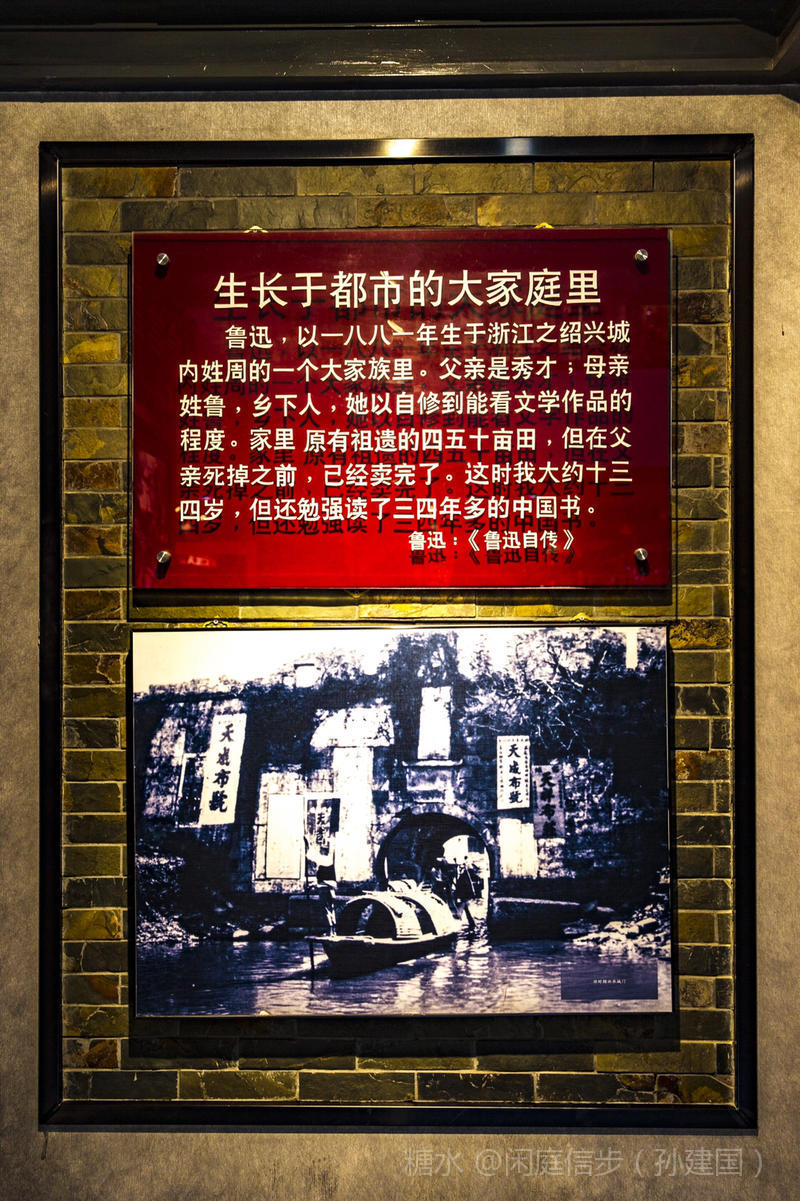 生长于都市的大家庭里
鲁迅，以一八八一年生于浙江之绍兴城
内姓周的一个大家族里。父亲是秀才；母亲
姓鲁，乡下人，她以自修到能看文学作品的
程度。家里 原有祖遗的四五十亩田，但在父
亲死掉之前，已经卖完了。这时我大约十三
四岁，但还勉强读了三四年多的中国书。
鲁迅：《鲁迅自传》
天成布號
天成布號
糖水 @闲庭信步（孙建国）